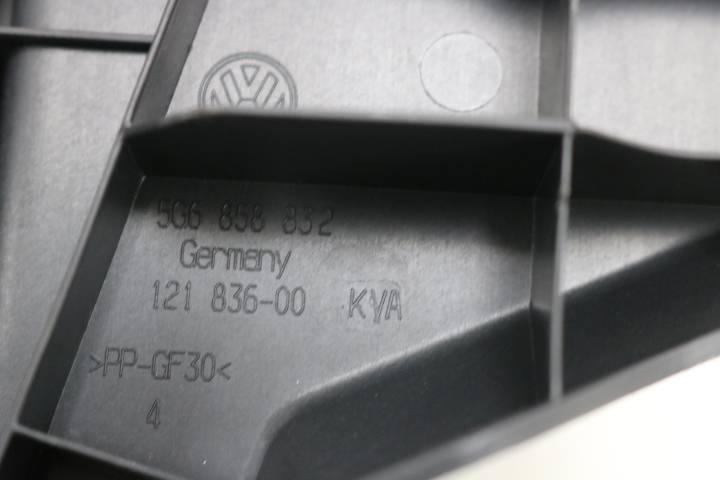 5G6 858 832
Germany
121 836-00 KVA
>PP-GF30<
4